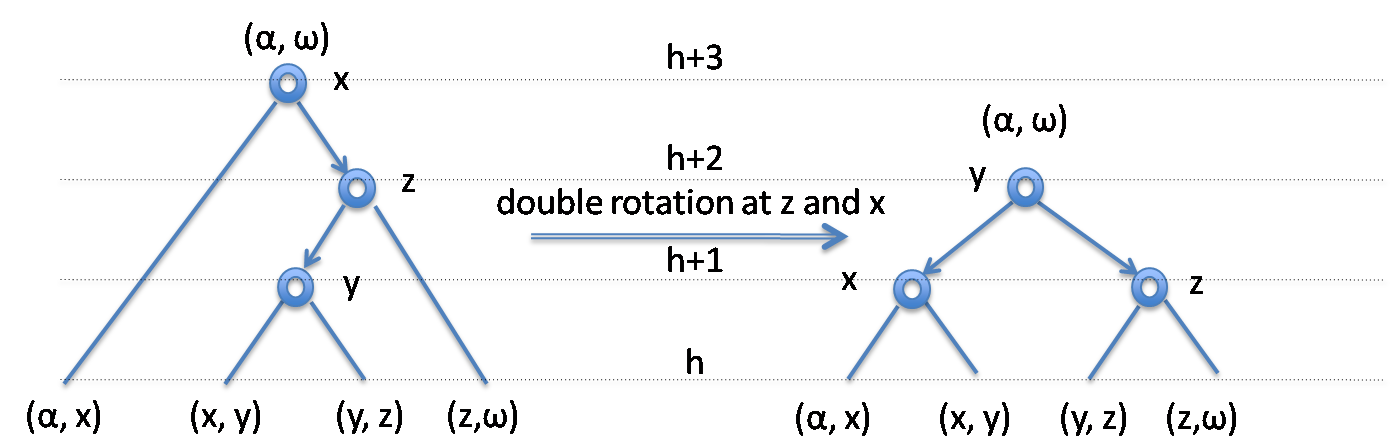 (α, ω)
x
h+3
(α, ω)
h+2
z
y
double rotation at z and x
h+1
y
x
z
h
(α, x)
(x, y)
(y, z)
(z,ω)
(α, x)
(x, y)
(y, z)
(z,ω)